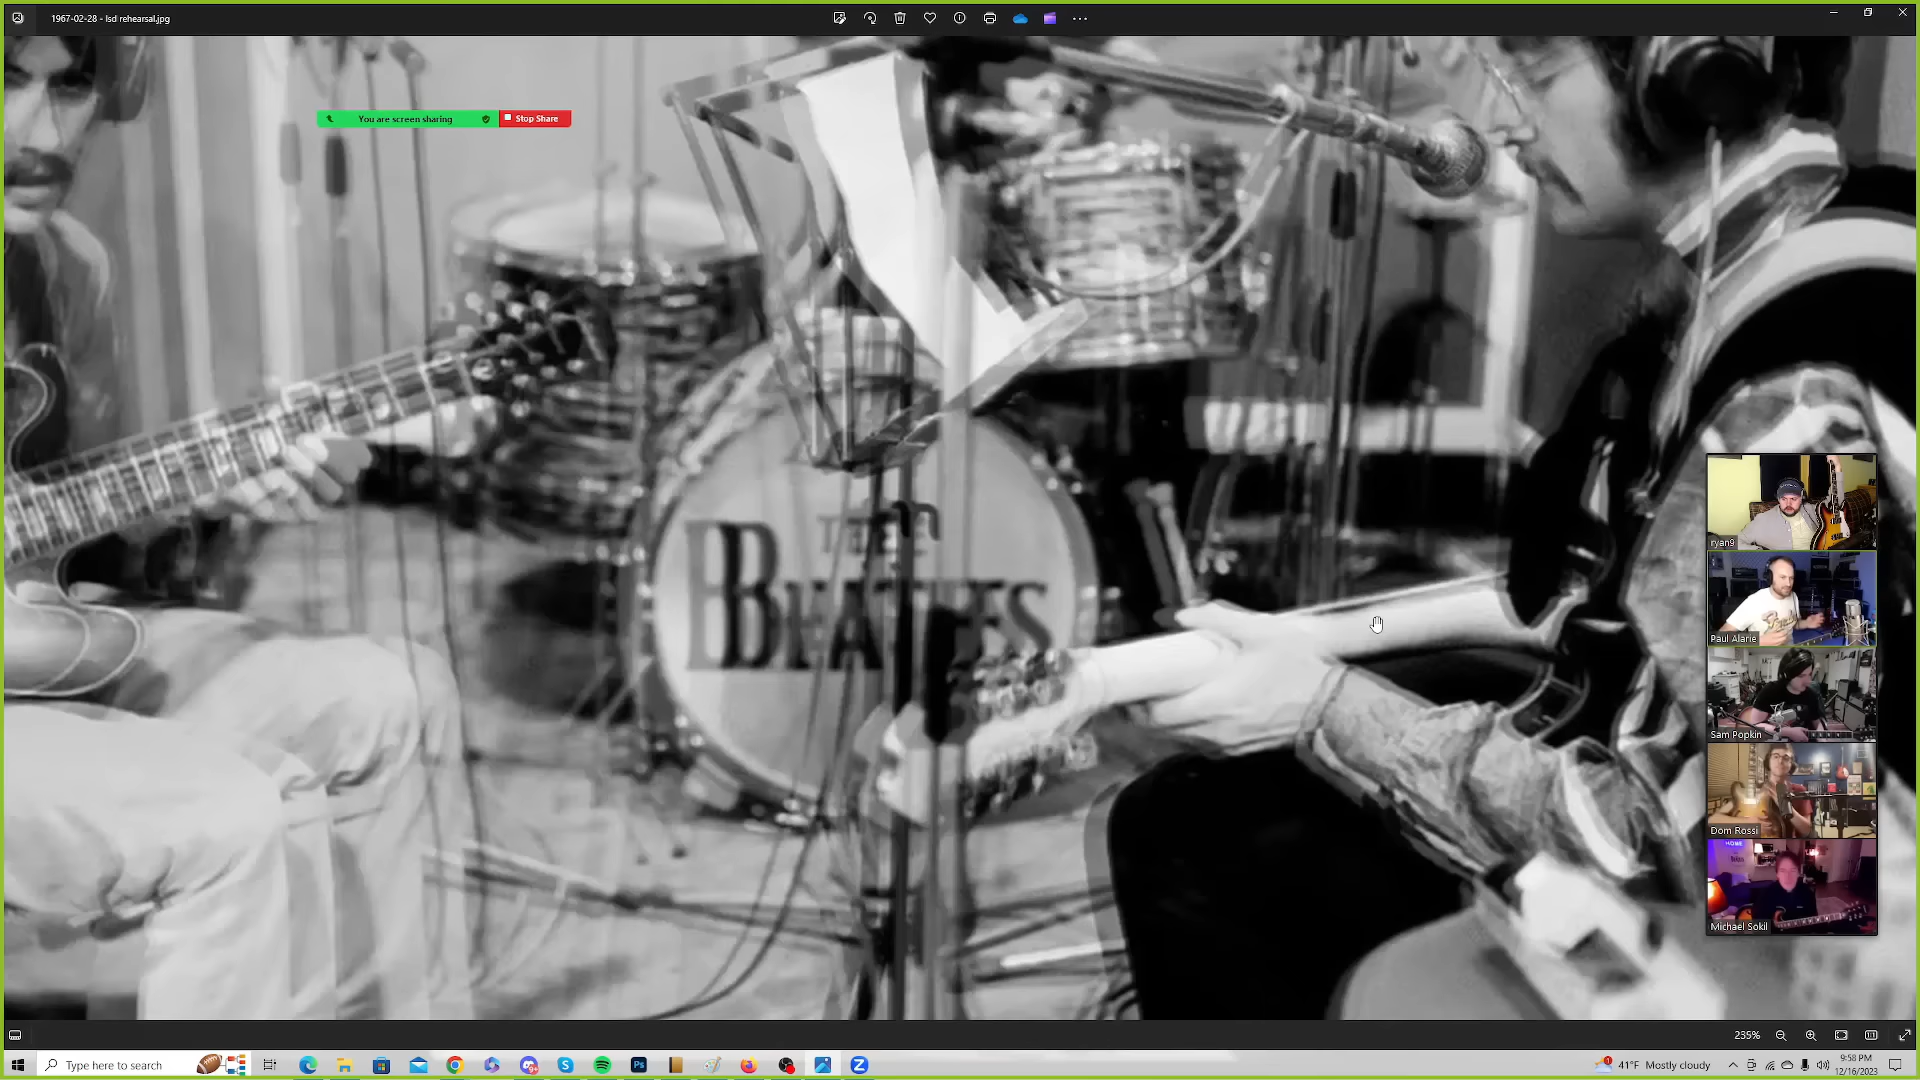 1967-02-28 - lsd rehearsal.jpg
You are screen sharing
Stop Share
THE
BEATLES
ryan9
Paul Alarie
Sam Popkin
Dom Rossi
HOME
Michael Sokil
235%
Type here to search
41°F Mostly cloudy
9:58 PM
12/16/2023